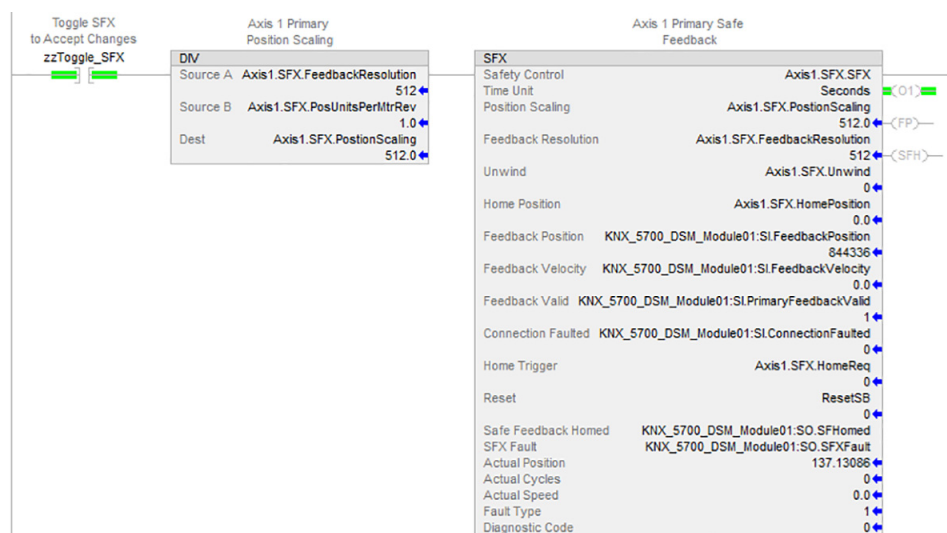 Toggle SFX
to Accept Changes
zzToggle_SFX
Axis 1 Primary
Position Scaling
DIV
Source A Axis1.SFX.FeedbackResolution
512
Source B Axis1.SFX.PosUnitsPerMtrRev
1.0
Dest Axis1.SFX.PostionScaling
512.0
Axis 1 Primary Safe
Feedback
SFX
Safety Control Axis1.SFX.SFX
Time Unit Seconds
(O1)
Position Scaling Axis1.SFX.PostionScaling
512.0
(FP)
Feedback Resolution Axis1.SFX.FeedbackResolution
512
(SFH)
Unwind Axis1.SFX.Unwind
0
Home Position Axis1.SFX.HomePosition
0.0
Feedback Position KNX_5700_DSM_Module01:SI.FeedbackPosition
844336
Feedback Velocity KNX_5700_DSM_Module01:SI.FeedbackVelocity
0.0
Feedback Valid KNX_5700_DSM_Module01:SI.PrimaryFeedbackValid
1
Connection Faulted KNX_5700_DSM_Module01:SI.ConnectionFaulted
0
Home Trigger Axis1.SFX.HomeReq
0
Reset ResetSB
0
Safe Feedback Homed KNX_5700_DSM_Module01:SO.SFHomed
SFX Fault KNX_5700_DSM_Module01:SO.SFXFault
Actual Position 137.13086
Actual Cycles 0
Actual Speed 0.0
Fault Type 1
Diagnostic Code 0